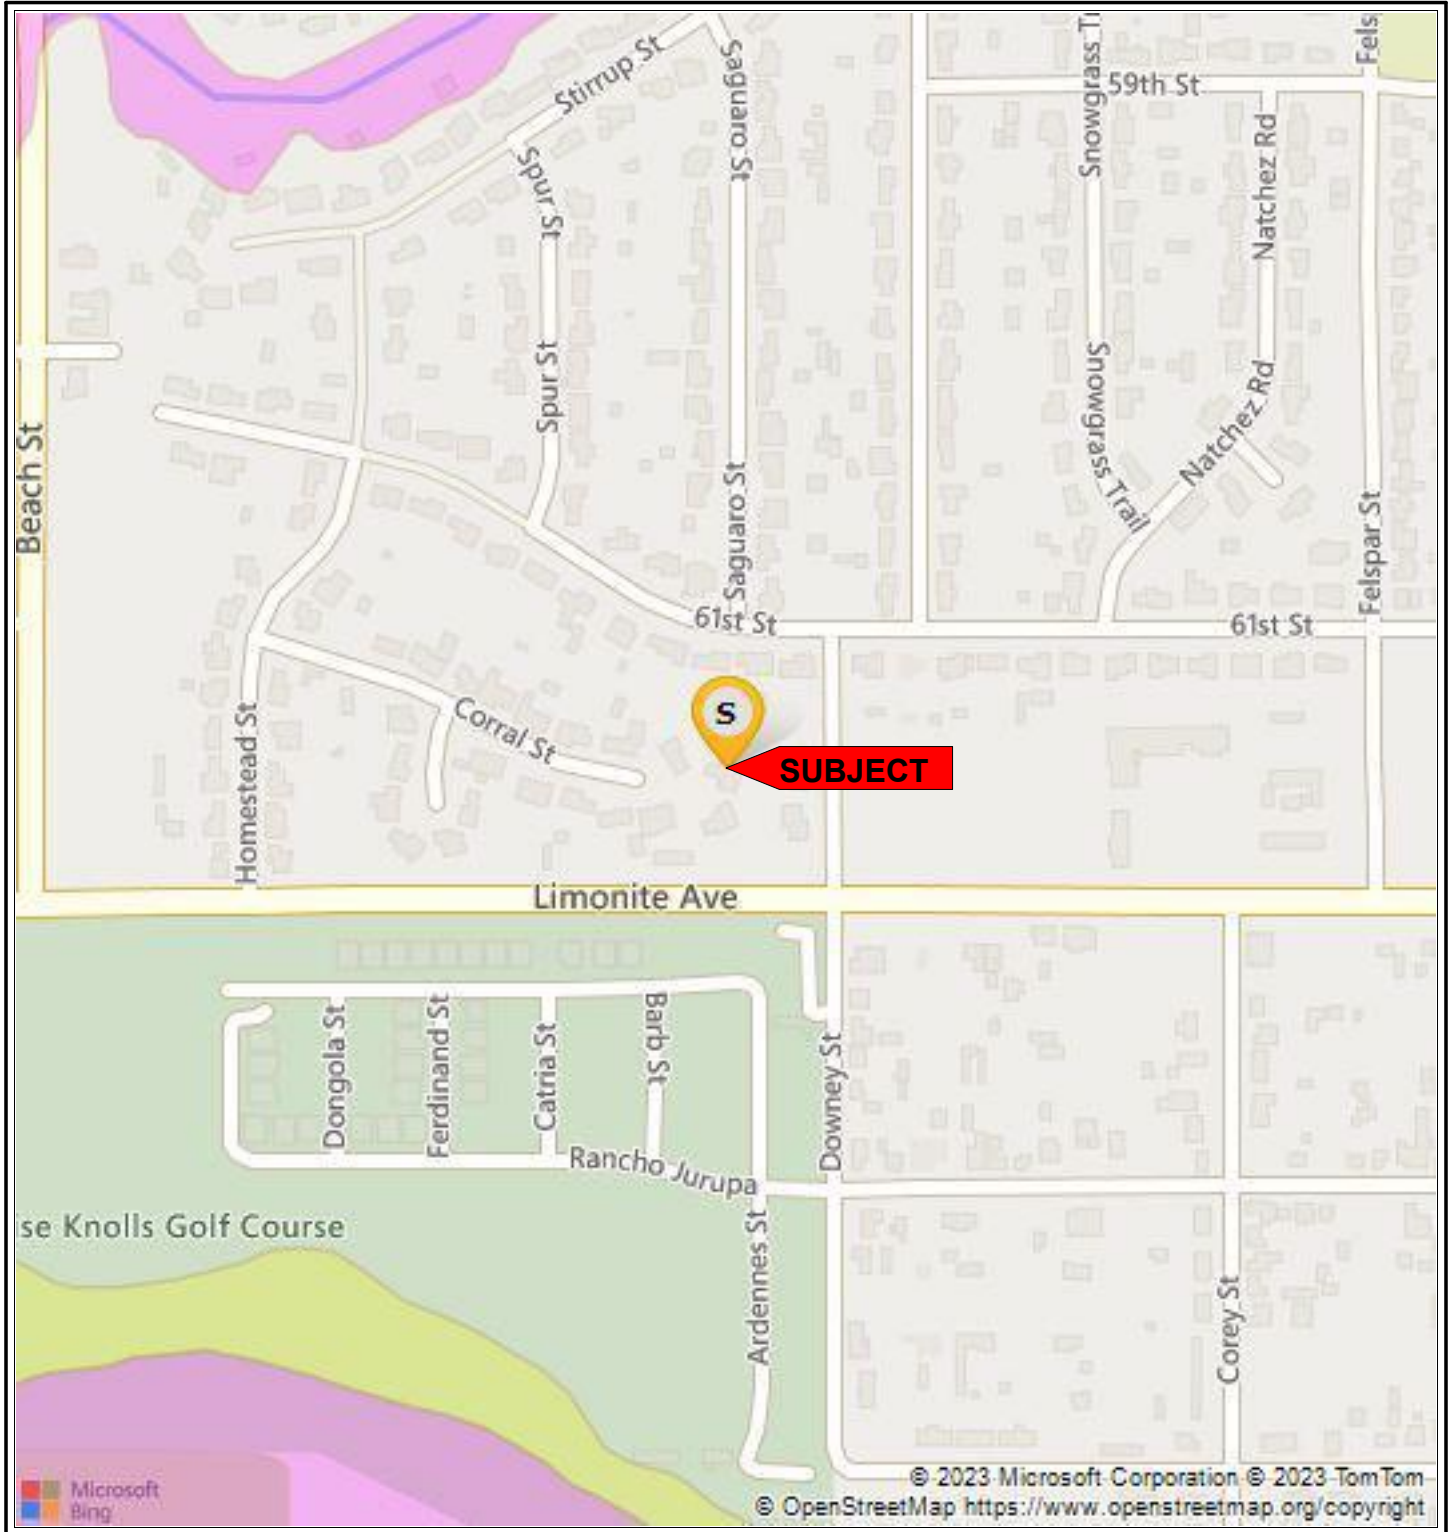 Stirrup St
Saguaro St
Snowgrass Tr
Fels
59th St
Spur St
Natchez Rd
Spur St
Snowgrass Trail
Natchez Rd
Beach St
Saguaro St
Felspar St
61st St
61st St
S
Corral St
SUBJECT
Homestead St
Limonite Ave
Dongola St
Ferdinand St
Catria St
Barb St
Downey St
Rancho Jurupa
ise Knolls Golf Course
Ardennes St
Corey St
Microsoft
Bing
© 2023 Microsoft Corporation © 2023 TomTom
© OpenStreetMap https://www.openstreetmap.org/copyright